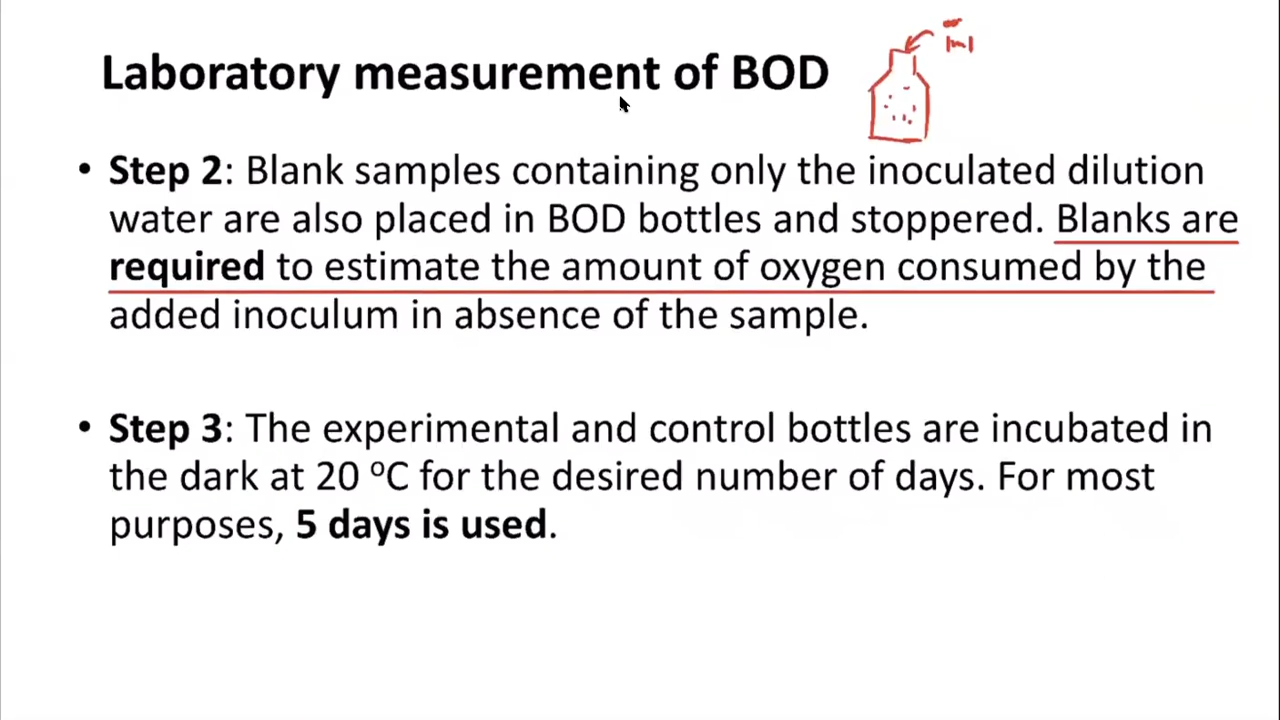 Laboratory measurement of BOD
ml
• Step 2: Blank samples containing only the inoculated dilution
water are also placed in BOD bottles and stoppered. Blanks are
required to estimate the amount of oxygen consumed by the
added inoculum in absence of the sample.
• Step 3: The experimental and control bottles are incubated in
the dark at 20 °C for the desired number of days. For most
purposes, 5 days is used.